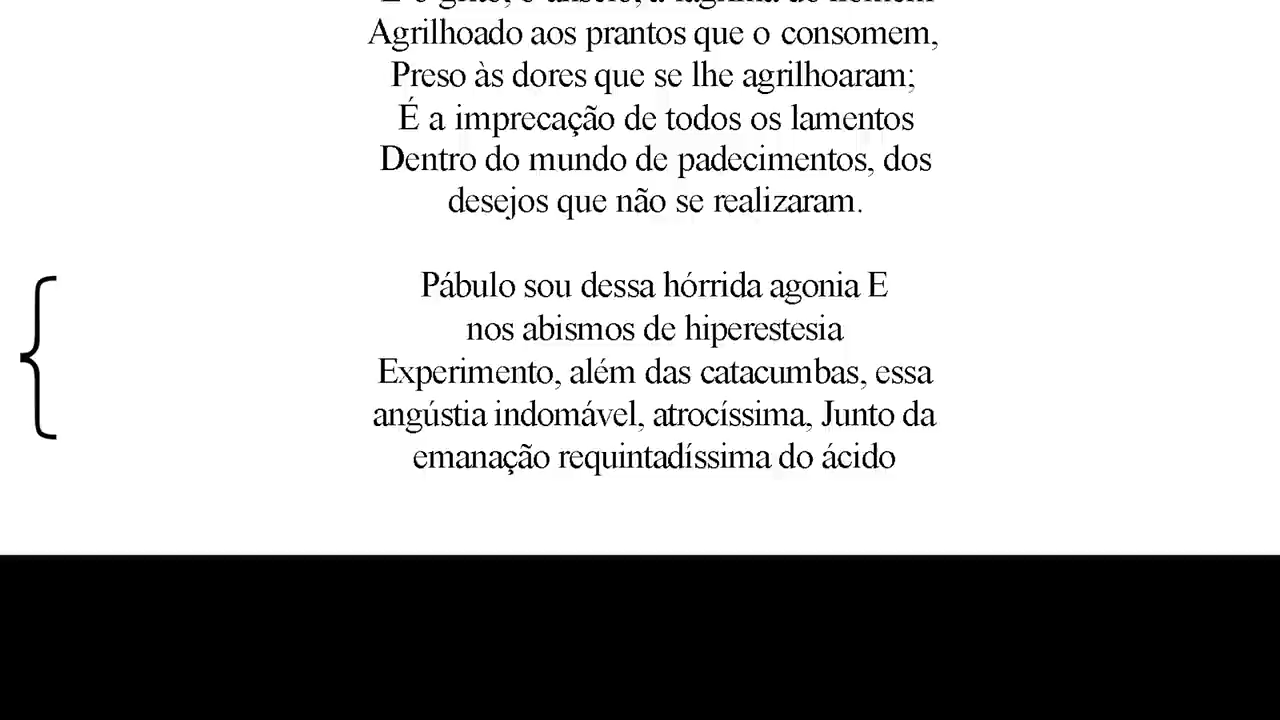 Agrilhoado aos prantos que o consomem,
Preso às dores que se lhe agrilhoaram;
É a imprecação de todos os lamentos
Dentro do mundo de padecimentos, dos
desejos que não se realizaram.
Pábulo sou dessa hórrida agonia E
nos abismos de hiperestesia
Experimento, além das catacumbas, essa
angústia indomável, atrocíssima, Junto da
emanação requintadíssima do ácido